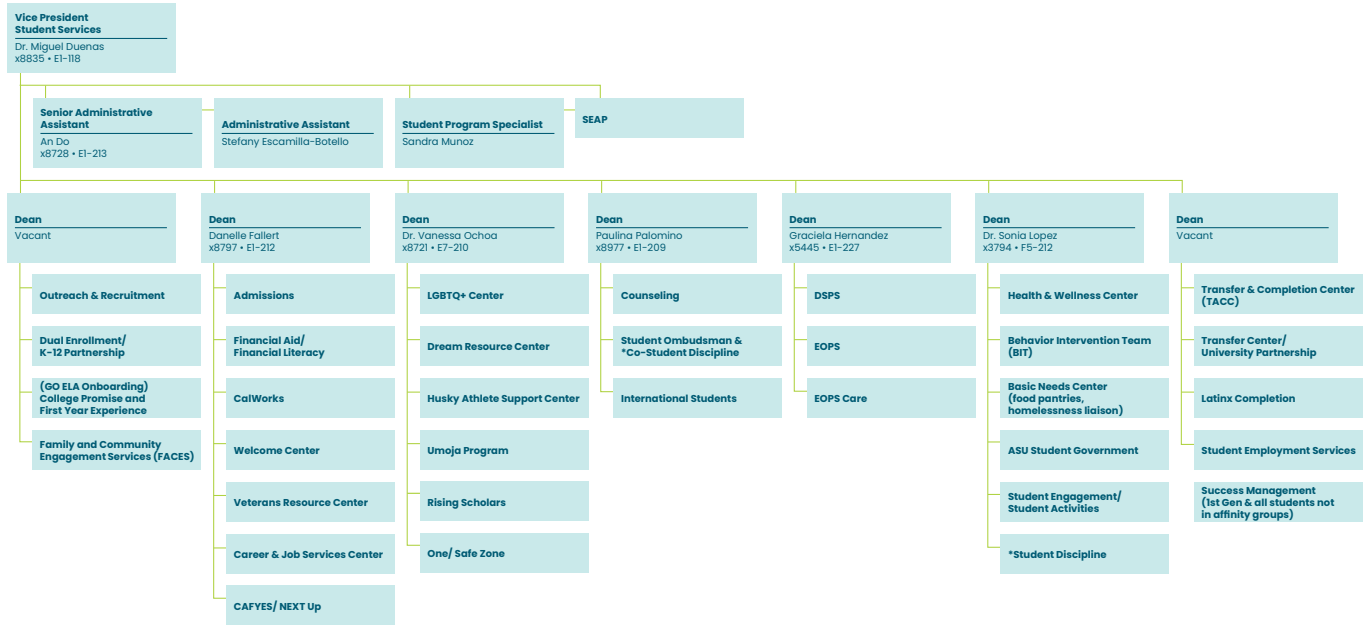 Vice President
Student Services
Dr. Miguel Duenas
x8835 • E1-118
Senior Administrative
Assistant
An Do
x8728 • E1-213
Administrative Assistant
Stefany Escamilla-Botello
Student Program Specialist
Sandra Munoz
SEAP
Dean
Vacant
Outreach & Recruitment
Dual Enrollment/
K-12 Partnership
(GO ELA Onboarding)
College Promise and
First Year Experience
Family and Community
Engagement Services (FACES)
Dean
Danelle Fallert
x8797 • E1-212
Admissions
Financial Aid/
Financial Literacy
CalWorks
Welcome Center
Veterans Resource Center
Career & Job Services Center
CAFYES/ NEXT Up
Dean
Dr. Vanessa Ochoa
x8721 • E7-210
LGBTQ+ Center
Dream Resource Center
Husky Athlete Support Center
Umoja Program
Rising Scholars
One/ Safe Zone
Dean
Paulina Palomino
x8977 • E1-209
Counseling
Student Ombudsman &
*Co-Student Discipline
International Students
Dean
Graciela Hernandez
x5445 • E1-227
DSPS
EOPS
EOPS Care
Dean
Dr. Sonia Lopez
x3794 • F5-212
Health & Wellness Center
Behavior Intervention Team
(BIT)
Basic Needs Center
(food pantries,
homelessness liaison)
ASU Student Government
Student Engagement/
Student Activities
*Student Discipline
Dean
Vacant
Transfer & Completion Center
(TACC)
Transfer Center/
University Partnership
Latinx Completion
Student Employment Services
Success Management
(1st Gen & all students not
in affinity groups)